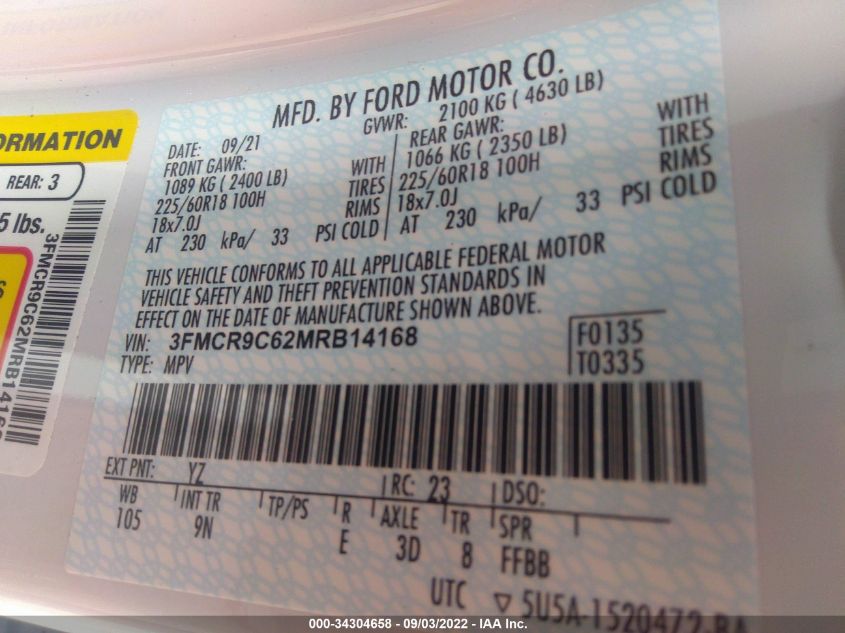 MFD. BY FORD MOTOR CO.
DATE: 09/21 GVWR: 2100 KG ( 4630 LB)
FRONT GAWR: REAR GAWR:
1089 KG ( 2400 LB) WITH 1066 KG ( 2350 LB) WITH
225/60R18 100H TIRES 225/60R18 100H TIRES
18x7.0J RIMS 18x7.0J RIMS
AT 230 kPa/ 33 PSI COLD AT 230 kPa/ 33 PSI COLD
THIS VEHICLE CONFORMS TO ALL APPLICABLE FEDERAL MOTOR
VEHICLE SAFETY AND THEFT PREVENTION STANDARDS IN
EFFECT ON THE DATE OF MANUFACTURE SHOWN ABOVE.
VIN: 3FMCR9C62MRB14168 F0135
TYPE: MPV T0335
EXT PNT: YZ RC: 23 DSO:
WB INT TR TP/PS R AXLE TR SPR
105 9N E 3D 8 FFBB
UTC ▽ 5U5A-1520472-BA
ORMATION
REAR: 3
5 lbs.
3FMCR9C62MRB14168
000-34304658 - 09/03/2022 - IAA Inc.